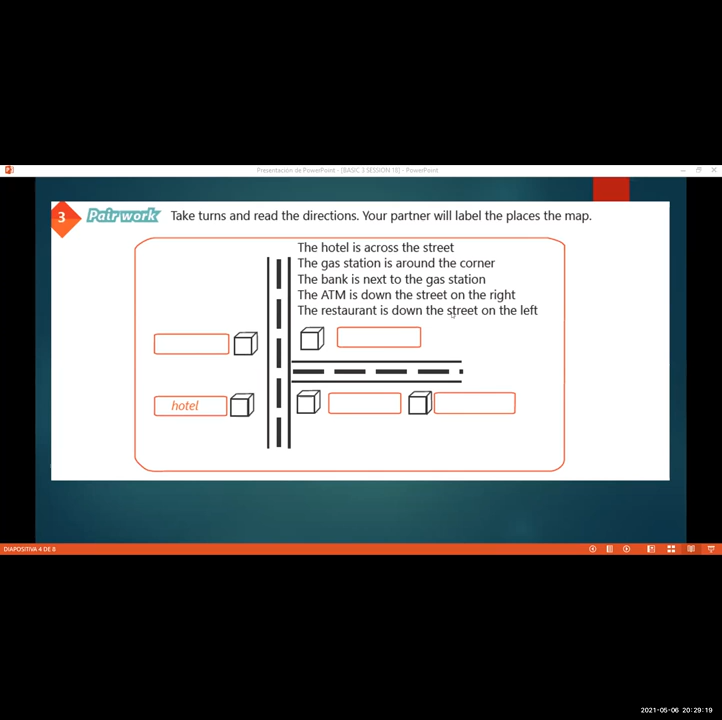 Presentación de PowerPoint - [BASIC 3 SESSION 18] - PowerPoint
3 Pairwork Take turns and read the directions. Your partner will label the places the map.
The hotel is across the street
The gas station is around the corner
The bank is next to the gas station
The ATM is down the street on the right
The restaurant is down the street on the left
hotel
DIAPOSITIVA 4 DE 8
2021-05-06 20:29:19